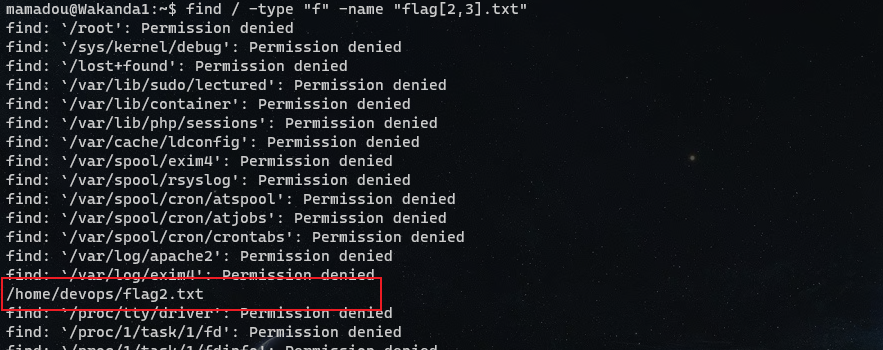 mamadou@Wakanda1:~$ find / -type "f" -name "flag[2,3].txt"
find: `/root': Permission denied
find: `/sys/kernel/debug': Permission denied
find: `/lost+found': Permission denied
find: `/var/lib/sudo/lectured': Permission denied
find: `/var/lib/container': Permission denied
find: `/var/lib/php/sessions': Permission denied
find: `/var/cache/ldconfig': Permission denied
find: `/var/spool/exim4': Permission denied
find: `/var/spool/rsyslog': Permission denied
find: `/var/spool/cron/atspool': Permission denied
find: `/var/spool/cron/atjobs': Permission denied
find: `/var/spool/cron/crontabs': Permission denied
find: `/var/log/apache2': Permission denied
find: `/var/log/exim4': Permission denied
/home/devops/flag2.txt
find: `/proc/tty/driver': Permission denied
find: `/proc/1/task/1/fd': Permission denied
find: `/proc/1/task/1/fdinfo': Permission denied